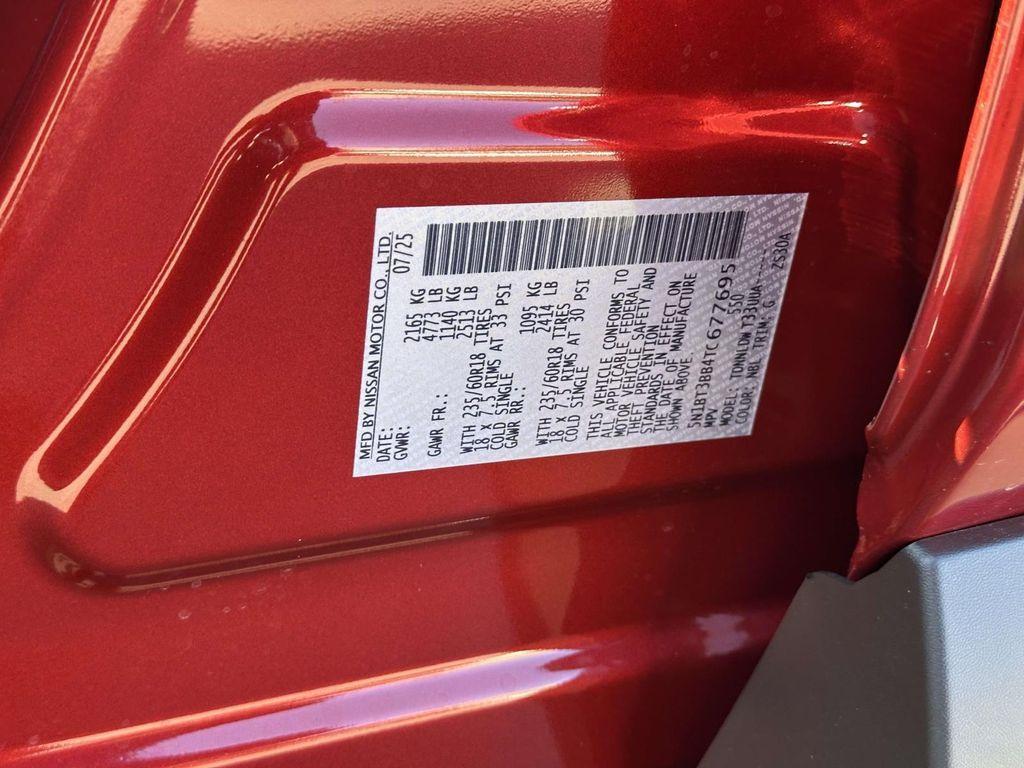 MFD BY NISSAN MOTOR CO., LTD.
DATE: 07/25
GVWR: 2165 KG
4773 LB
GAWR FR.: 1140 KG
2513 LB
WITH 235/60R18 TIRES
18 X 7.5 RIMS AT 33 PSI
COLD SINGLE
GAWR RR.: 1095 KG
2414 LB
WITH 235/60R18 TIRES
18 X 7.5 RIMS AT 30 PSI
COLD SINGLE
THIS VEHICLE CONFORMS TO
ALL APPLICABLE FEDERAL
MOTOR VEHICLE SAFETY AND
THEFT PREVENTION
STANDARDS IN EFFECT ON
THE DATE OF MANUFACTURE
SHOWN ABOVE.
5N1BT3BB4TC677695
MPV 550
MODEL:
COLOR: NBL TRIM: G ZS30A